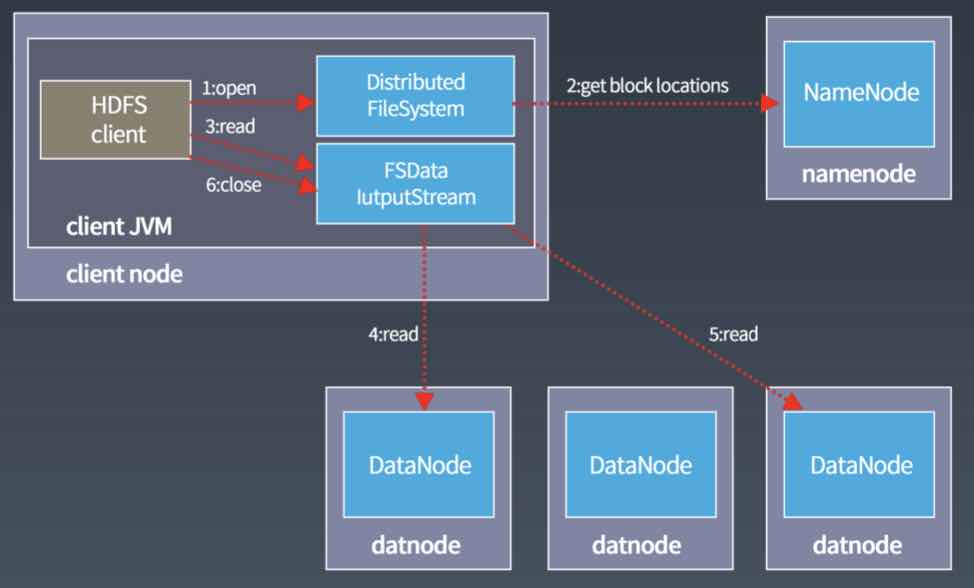 HDFS
client
1:open
3:read
6:close
Distributed
FileSystem
FSData
IutputStream
client JVM
client node
2:get block locations
NameNode
namenode
4:read
5:read
DataNode
datnode
DataNode
datnode
DataNode
datnode